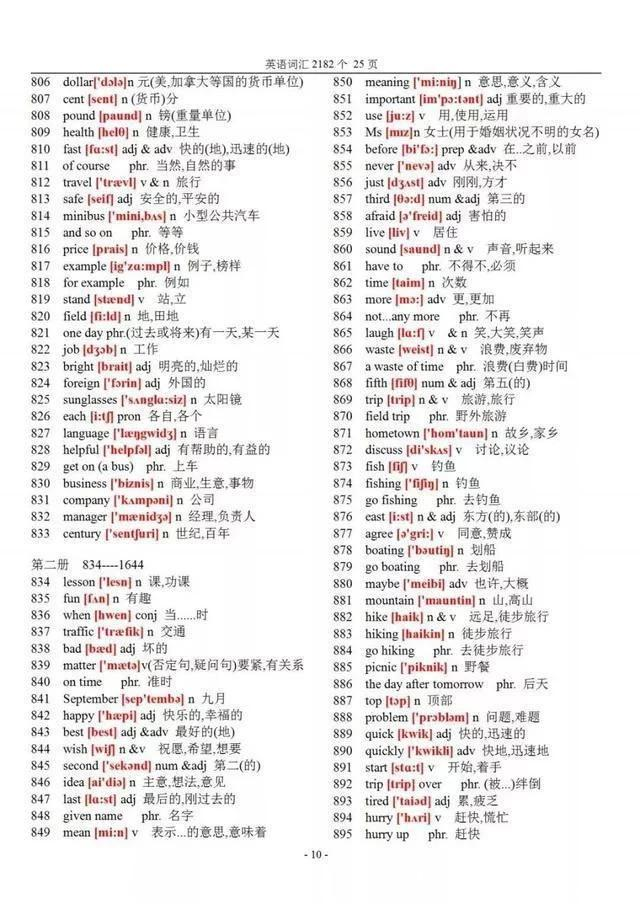 英语词汇 2182 个 25 页
806 dollar['dɔlə]n 元(美,加拿大等国的货币单位)
807 cent [sent] n (货币)分
808 pound [paund] n 镑(重量单位)
809 health [helθ] n 健康,卫生
810 fast [fɑ:st] adj & adv 快的(地),迅速的(地)
811 of course phr. 当然,自然的事
812 travel ['trævl] v & n 旅行
813 safe [seif] adj 安全的,平安的
814 minibus ['mini,bʌs] n 小型公共汽车
815 and so on phr. 等等
816 price [prais] n 价格,价钱
817 example [ig'zɑ:mpl] n 例子,榜样
818 for example phr. 例如
819 stand [stænd] v 站,立
820 field [fi:ld] n 地,田地
821 one day phr.(过去或将来)有一天,某一天
822 job [dʒɔb] n 工作
823 bright [brait] adj 明亮的,灿烂的
824 foreign ['fɔrin] adj 外国的
825 sunglasses ['sʌnglɑ:siz] n 太阳镜
826 each [i:tʃ] pron 各自,各个
827 language ['læŋgwidʒ] n 语言
828 helpful ['helpfəl] adj 有帮助的,有益的
829 get on (a bus) phr. 上车
830 business ['biznis] n 商业,生意,事物
831 company ['kʌmpəni] n 公司
832 manager ['mænidʒə] n 经理,负责人
833 century ['sentʃuri] n 世纪,百年
第二册 834----1644
834 lesson ['lesn] n 课,功课
835 fun [fʌn] n 有趣
836 when [hwen] conj 当......时
837 traffic ['træfik] n 交通
838 bad [bæd] adj 坏的
839 matter ['mætə]v(否定句,疑问句)要紧,有关系
840 on time phr. 准时
841 September [sep'tembə] n 九月
842 happy ['hæpi] adj 快乐的,幸福的
843 best [best] adj &adv 最好的(地)
844 wish [wiʃ] n &v 祝愿,希望,想要
845 second ['sekənd] num &adj 第二(的)
846 idea [ai'diə] n 主意,想法,意见
847 last [lɑ:st] adj 最后的,刚过去的
848 given name phr. 名字
849 mean [mi:n] v 表示...的意思,意味着
850 meaning ['mi:niŋ] n 意思,意义,含义
851 important [im'pɔ:tənt] adj 重要的,重大的
852 use [ju:z] v 用,使用,运用
853 Ms [mɪz]n 女士(用于婚姻状况不明的女名)
854 before [bi'fɔ:] prep &adv 在..之前,以前
855 never ['nevə] adv 从来,决不
856 just [dʒʌst] adv 刚刚,方才
857 third [θə:d] num &adj 第三的
858 afraid [ə'freid] adj 害怕的
859 live [liv] v 居住
860 sound [saund] n & v 声音,听起来
861 have to phr. 不得不,必须
862 time [taim] n 次数
863 more [mɔ:] adv 更,更加
864 not...any more phr. 不再
865 laugh [lɑ:f] v & n 笑,大笑,笑声
866 waste [weist] n & v 浪费,废弃物
867 a waste of time phr. 浪费(白费)时间
868 fifth [fifθ] num & adj 第五(的)
869 trip [trip] n & v 旅游,旅行
870 field trip phr. 野外旅游
871 hometown ['hom'taun] n 故乡,家乡
872 discuss [di'skʌs] v 讨论,议论
873 fish [fiʃ] v 钓鱼
874 fishing ['fiʃiŋ] n 钓鱼
875 go fishing phr. 去钓鱼
876 east [i:st] n & adj 东方(的),东部(的)
877 agree [ə'gri:] v 同意,赞成
878 boating ['bəutiŋ] n 划船
879 go boating phr. 去划船
880 maybe ['meibi] adv 也许,大概
881 mountain ['mauntin] n 山,高山
882 hike [haik] n & v 远足,徒步旅行
883 hiking [haikin] n 徒步旅行
884 go hiking phr. 去徒步旅行
885 picnic ['piknik] n 野餐
886 the day after tomorrow phr. 后天
887 top [tɔp] n 顶部
888 problem ['prɔbləm] n 问题,难题
889 quick [kwik] adj 快的,迅速的
890 quickly ['kwikli] adv 快地,迅速地
891 start [stɑ:t] v 开始,着手
892 trip [trip] over phr. (被...)绊倒
893 tired ['taiəd] adj 累,疲乏
894 hurry ['hʌri] v 赶快,慌忙
895 hurry up phr. 赶快
- 10 -